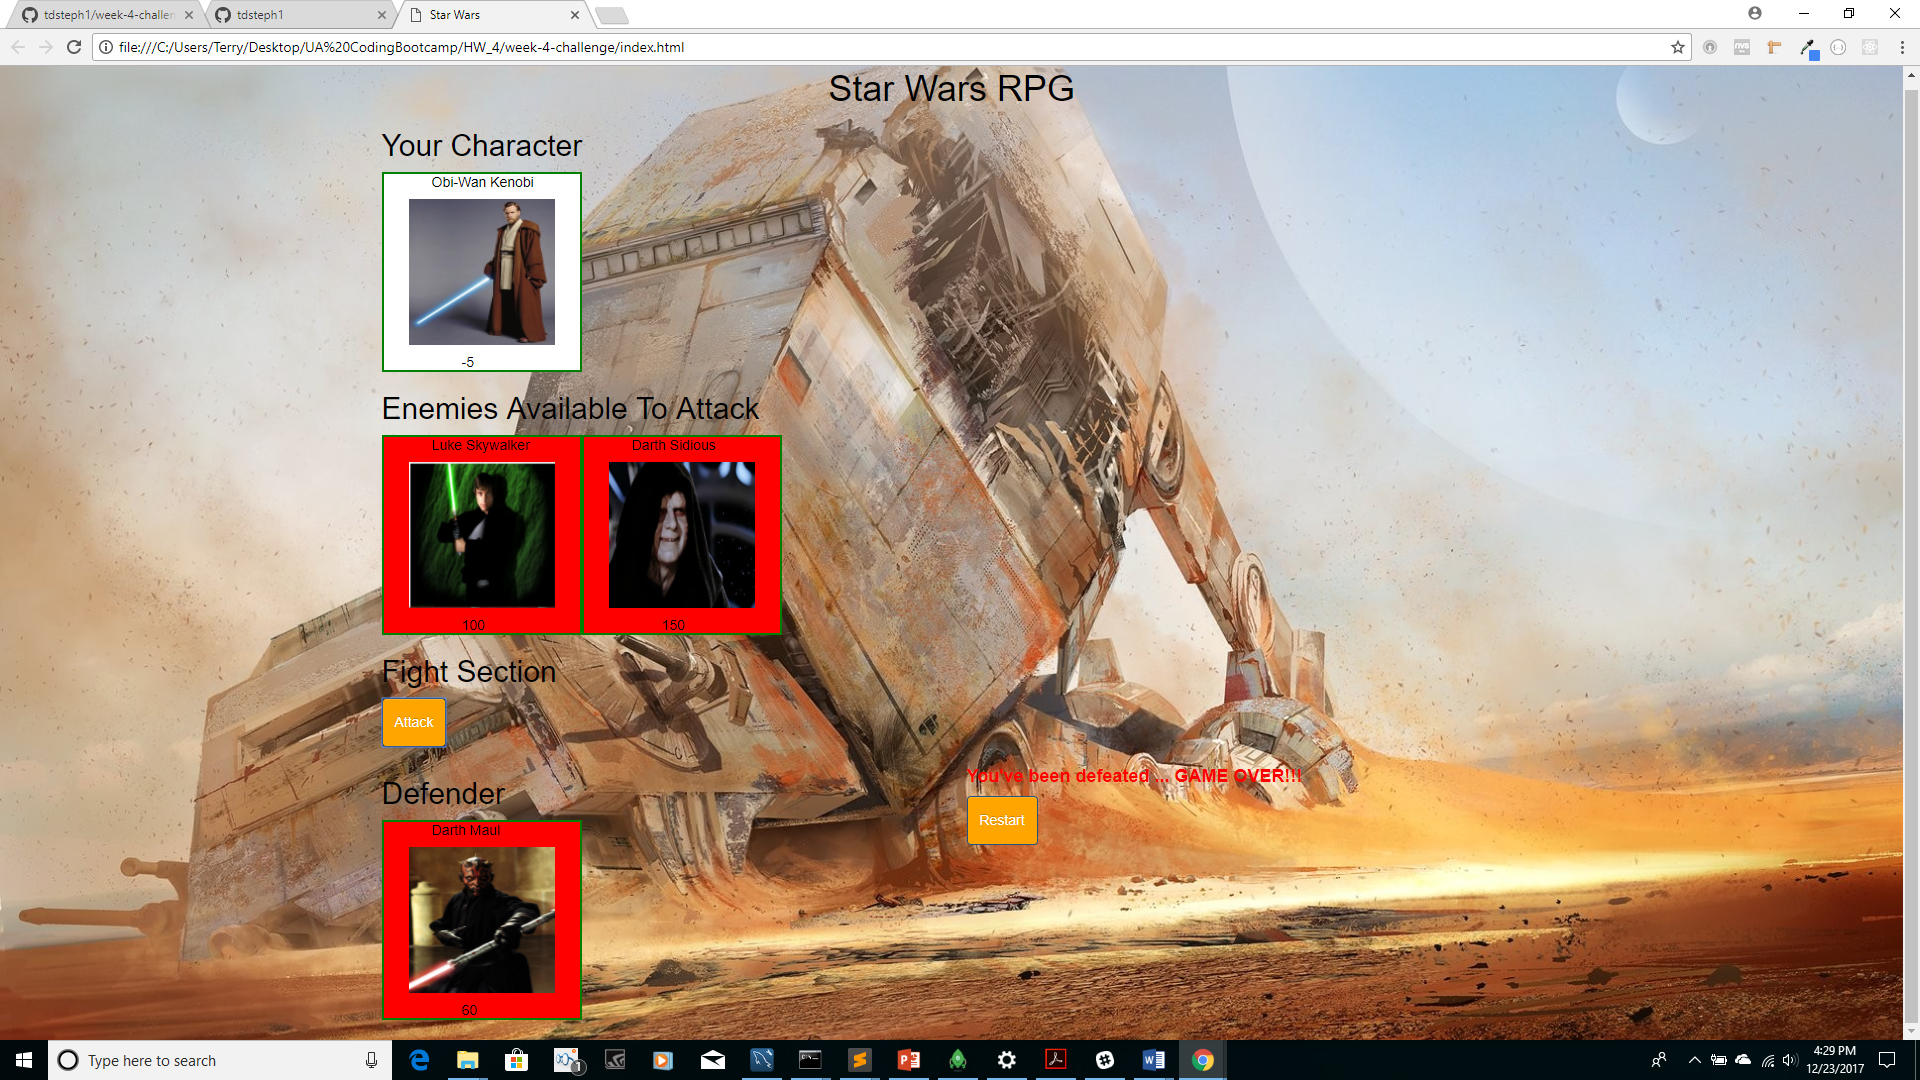 tdsteph1/week-4-challen
tdsteph1
Star Wars
file:///C:/Users/Terry/Desktop/UA%20CodingBootcamp/HW_4/week-4-challenge/index.html
Star Wars RPG
Your Character
Obi-Wan Kenobi
-5
Enemies Available To Attack
Luke Skywalker
Darth Sidious
100
150
Fight Section
Attack
You've been defeated ... GAME OVER!!!
Defender
Restart
Darth Maul
60
Type here to search
1
4:29 PM
12/23/2017